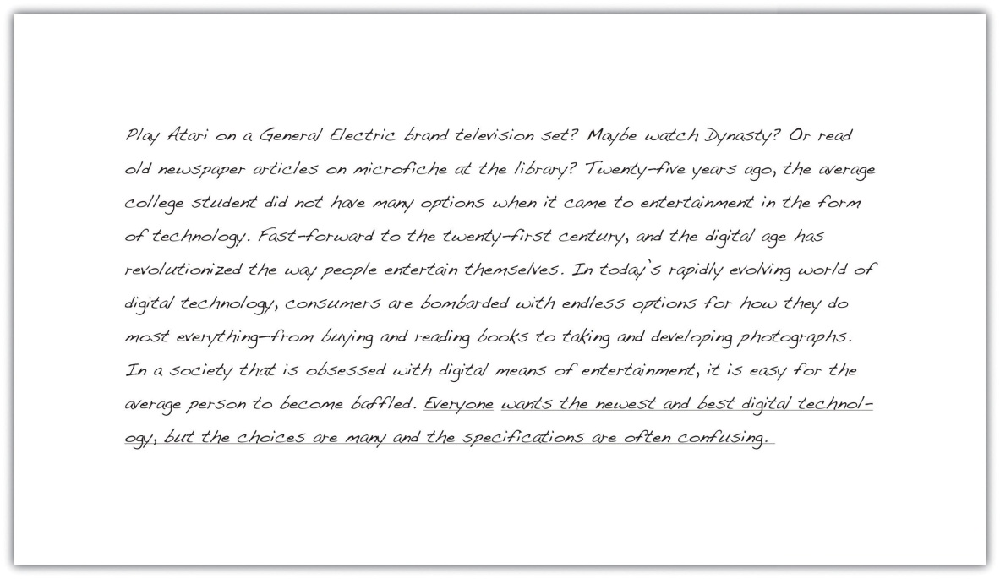 Play Atari on a General Electric brand television set? Maybe watch Dynasty? Or read
old newspaper articles on microfiche at the library? Twenty-five years ago, the average
college student did not have many options when it came to entertainment in the form
of technology. Fast-forward to the twenty-first century, and the digital age has
revolutionized the way people entertain themselves. In today's rapidly evolving world of
digital technology, consumers are bombarded with endless options for how they do
most everything—from buying and reading books to taking and developing photographs.
In a society that is obsessed with digital means of entertainment, it is easy for the
average person to become baffled. Everyone wants the newest and best digital technol-
ogy, but the choices are many and the specifications are often confusing.